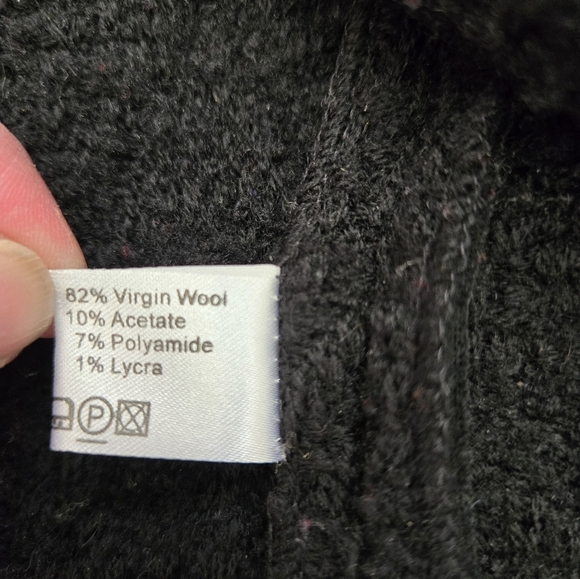 82% Virgin Wool
10% Acetate
7% Polyamide
1% Lycra
P